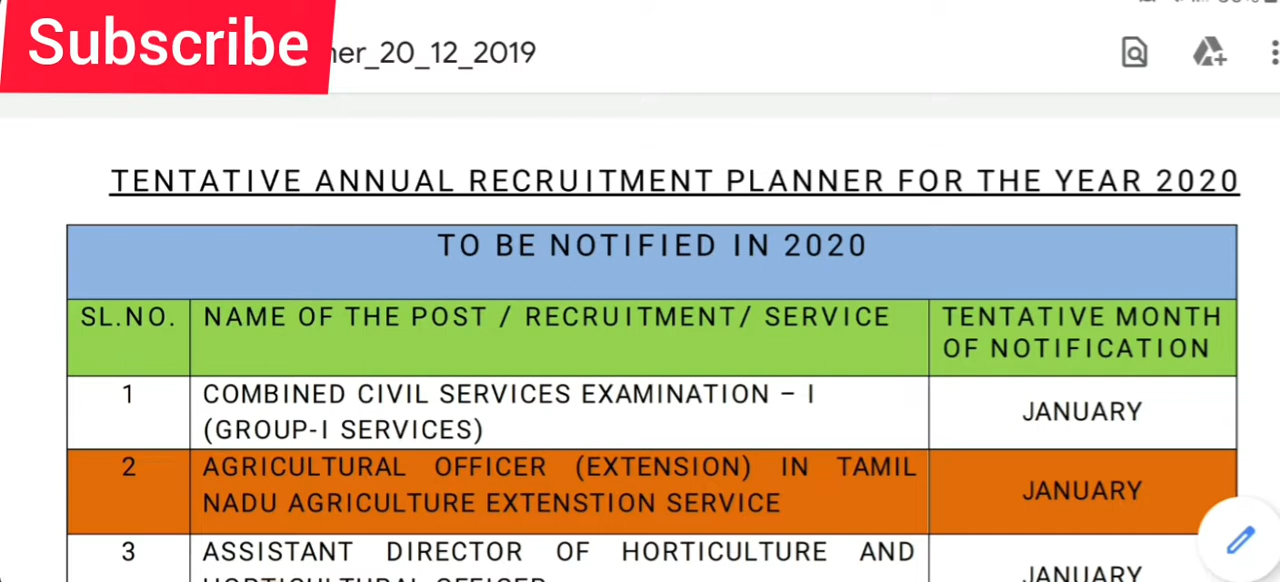 Subscribe
ner_20_12_2019
TENTATIVE ANNUAL RECRUITMENT PLANNER FOR THE YEAR 2020
TO BE NOTIFIED IN 2020
SL.NO. NAME OF THE POST / RECRUITMENT/ SERVICE TENTATIVE MONTH
OF NOTIFICATION
1 COMBINED CIVIL SERVICES EXAMINATION – I
(GROUP-I SERVICES) JANUARY
2 AGRICULTURAL OFFICER (EXTENSION) IN TAMIL
NADU AGRICULTURE EXTENSTION SERVICE JANUARY
3 ASSISTANT DIRECTOR OF HORTICULTURE AND
HORTICULTURAL OFFICER JANUARY